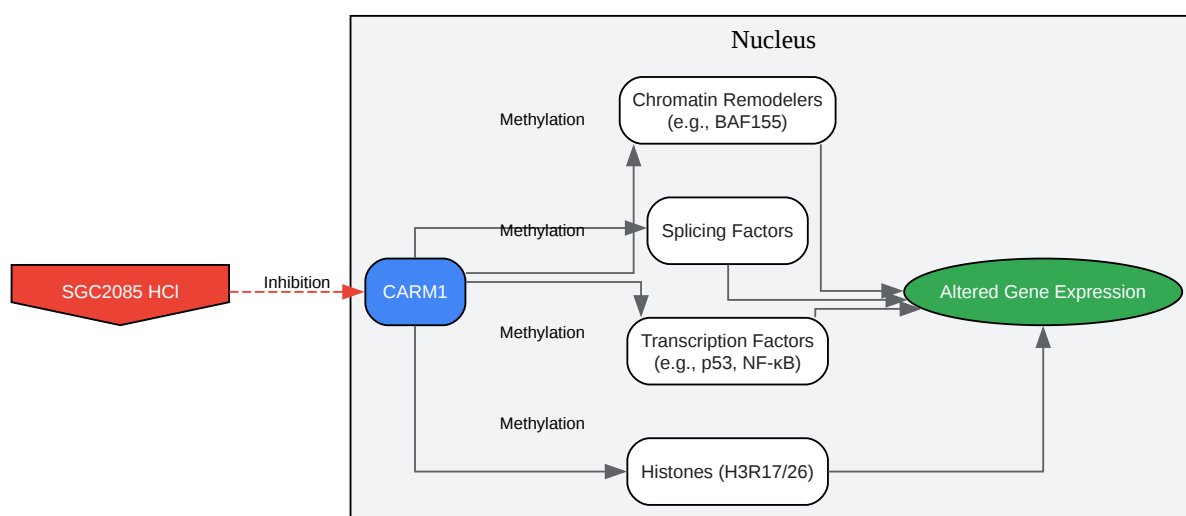 Nucleus
Chromatin Remodelers
(e.g., BAF155)
Methylation
Methylation
Splicing Factors
SGC2085 HCl
Inhibition
CARM1
Altered Gene Expression
Methylation
Transcription Factors
(e.g., p53, NF-κB)
Methylation
Histones (H3R17/26)